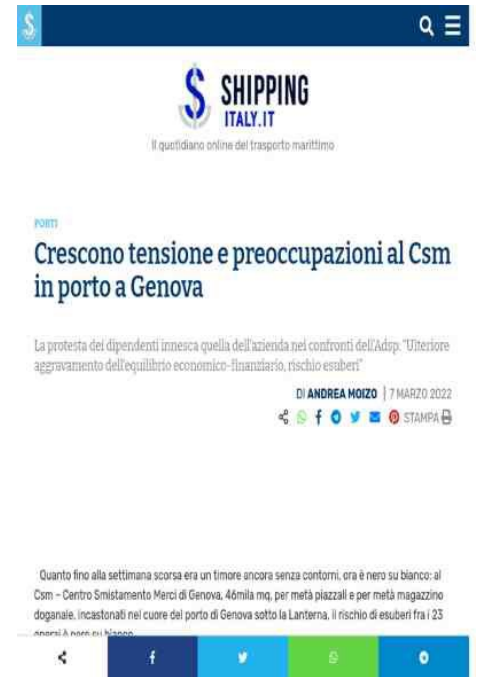 SHIPPING
ITALY.IT
Il quotidiano online del trasporto marittimo
PORTI
Crescono tensione e preoccupazioni al Csm
in porto a Genova
La protesta dei dipendenti innesca quella dell'azienda nei confronti dell'Adsp: "Ulteriore
aggravamento dell'equilibrio economico-finanziario, rischio esuberi"
DI ANDREA MOIZO | 7 MARZO 2022
STAMPA
Quanto fino alla settimana scorsa era un timore ancora senza contorni, ora è nero su bianco: al
Csm – Centro Smistamento Merci di Genova, 46mila mq, per metà piazzali e per metà magazzino
doganale, incastonati nel cuore del porto di Genova sotto la Lanterna, il rischio di esuberi fra i 23
operai è nero su bianco